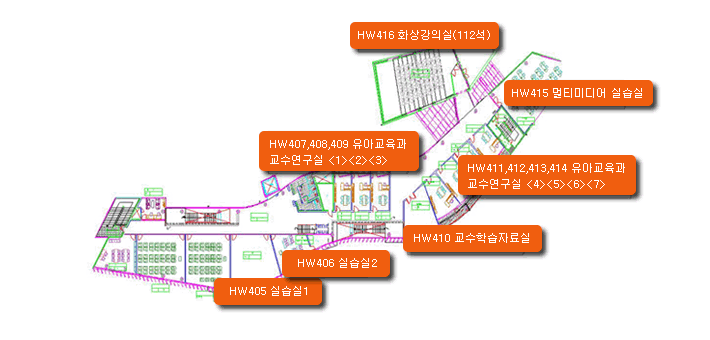 HW416 화상강의실(112석)
HW415 멀티미디어 실습실
HW407,408,409 유아교육과
교수연구실 <1><2><3>
HW411,412,413,414 유아교육과
교수연구실 <4><5><6><7>
HW410 교수학습자료실
HW406 실습실2
HW405 실습실1